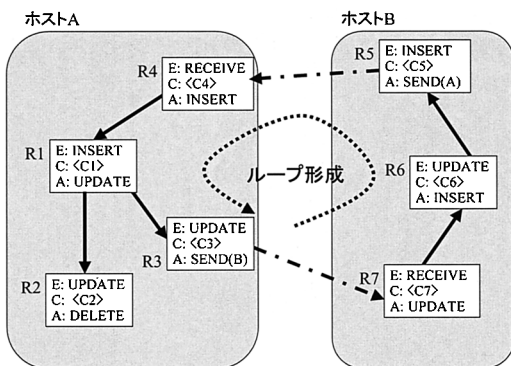 ホストA
ホストB
R4
E: RECEIVE
C: <C4>
A: INSERT
R5
E: INSERT
C: <C5>
A: SEND(A)
R1
E: INSERT
C: <C1>
A: UPDATE
ループ形成
R6
E: UPDATE
C: <C6>
A: INSERT
R3
E: UPDATE
C: <C3>
A: SEND(B)
R2
E: UPDATE
C: <C2>
A: DELETE
R7
E: RECEIVE
C: <C7>
A: UPDATE